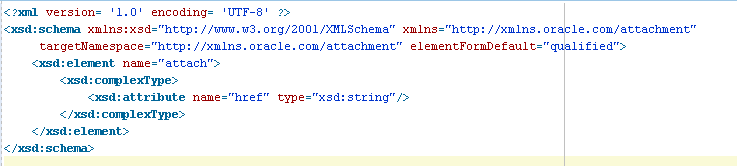 <?xml version= '1.0' encoding= 'UTF-8' ?>
<xsd:schema xmlns:xsd="http://www.w3.org/2001/XMLSchema" xmlns="http://xmlns.oracle.com/attachment"
targetNamespace="http://xmlns.oracle.com/attachment" elementFormDefault="qualified">
<xsd:element name="attach">
<xsd:complexType>
<xsd:attribute name="href" type="xsd:string"/>
</xsd:complexType>
</xsd:element>
</xsd:schema>